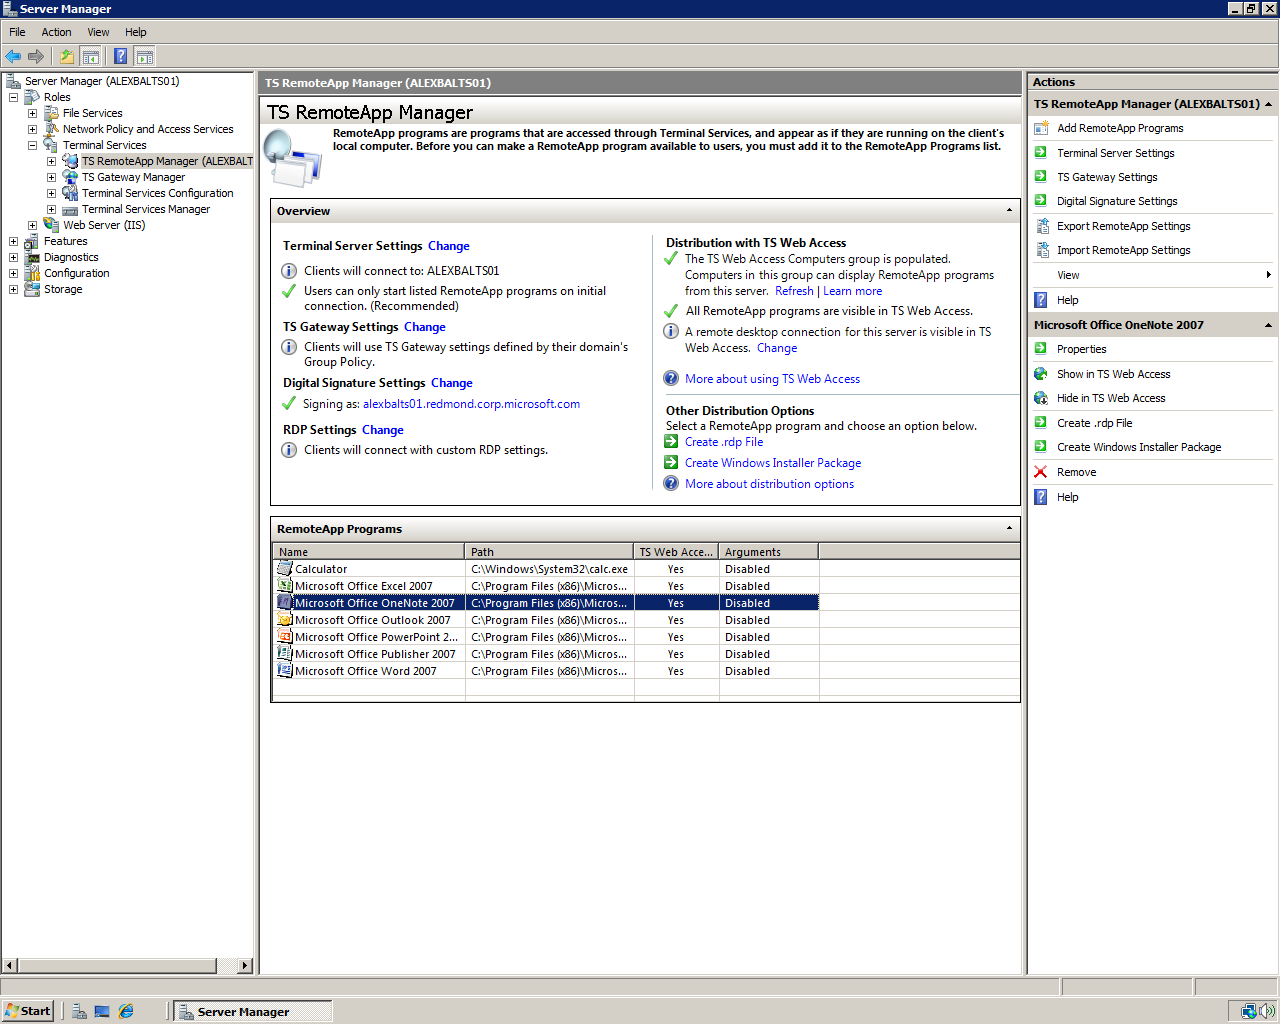 Server Manager
File Action View Help
Server Manager (ALEXBALTS01)
Roles
File Services
Network Policy and Access Services
Terminal Services
TS RemoteApp Manager (ALEXBALT
TS Gateway Manager
Terminal Services Configuration
Terminal Services Manager
Web Server (IIS)
Features
Diagnostics
Configuration
Storage
TS RemoteApp Manager (ALEXBALTS01)
TS RemoteApp Manager
RemoteApp programs are programs that are accessed through Terminal Services, and appear as if they are running on the client's
local computer. Before you can make a RemoteApp program available to users, you must add it to the RemoteApp Programs list.
Overview
Terminal Server Settings Change
Clients will connect to: ALEXBALTS01
Users can only start listed RemoteApp programs on initial
connection. (Recommended)
TS Gateway Settings Change
Clients will use TS Gateway settings defined by their domain's
Group Policy.
Digital Signature Settings Change
Signing as: alexbalts01.redmond.corp.microsoft.com
RDP Settings Change
Clients will connect with custom RDP settings.
Distribution with TS Web Access
The TS Web Access Computers group is populated.
Computers in this group can display RemoteApp programs
from this server. Refresh | Learn more
All RemoteApp programs are visible in TS Web Access.
A remote desktop connection for this server is visible in TS
Web Access. Change
More about using TS Web Access
Other Distribution Options
Select a RemoteApp program and choose an option below.
Create .rdp File
Create Windows Installer Package
More about distribution options
RemoteApp Programs
Name Path TS Web Acce... Arguments
Calculator C:\Windows\System32\calc.exe Yes Disabled
Microsoft Office Excel 2007 C:\Program Files (x86)\Micros... Yes Disabled
Microsoft Office OneNote 2007 C:\Program Files (x86)\Micros... Yes Disabled
Microsoft Office Outlook 2007 C:\Program Files (x86)\Micros... Yes Disabled
Microsoft Office PowerPoint 2... C:\Program Files (x86)\Micros... Yes Disabled
Microsoft Office Publisher 2007 C:\Program Files (x86)\Micros... Yes Disabled
Microsoft Office Word 2007 C:\Program Files (x86)\Micros... Yes Disabled
Actions
TS RemoteApp Manager (ALEXBALTS01)
Add RemoteApp Programs
Terminal Server Settings
TS Gateway Settings
Digital Signature Settings
Export RemoteApp Settings
Import RemoteApp Settings
View
Help
Microsoft Office OneNote 2007
Properties
Show in TS Web Access
Hide in TS Web Access
Create .rdp File
Create Windows Installer Package
Remove
Help
Start Server Manager